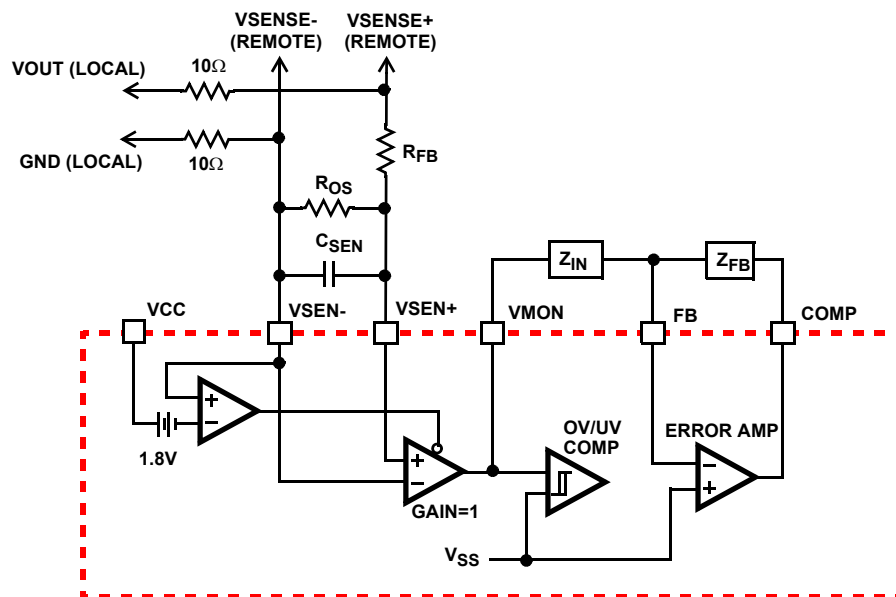 VSENSE-
(REMOTE)
VSENSE+
(REMOTE)
VOUT (LOCAL)
10Ω
GND (LOCAL)
10Ω
RFB
ROS
CSEN
ZIN
ZFB
VCC
VSEN-
VSEN+
VMON
FB
COMP
+
−
1.8V
+
−
GAIN=1
OV/UV
COMP
ERROR AMP
−
+
VSS